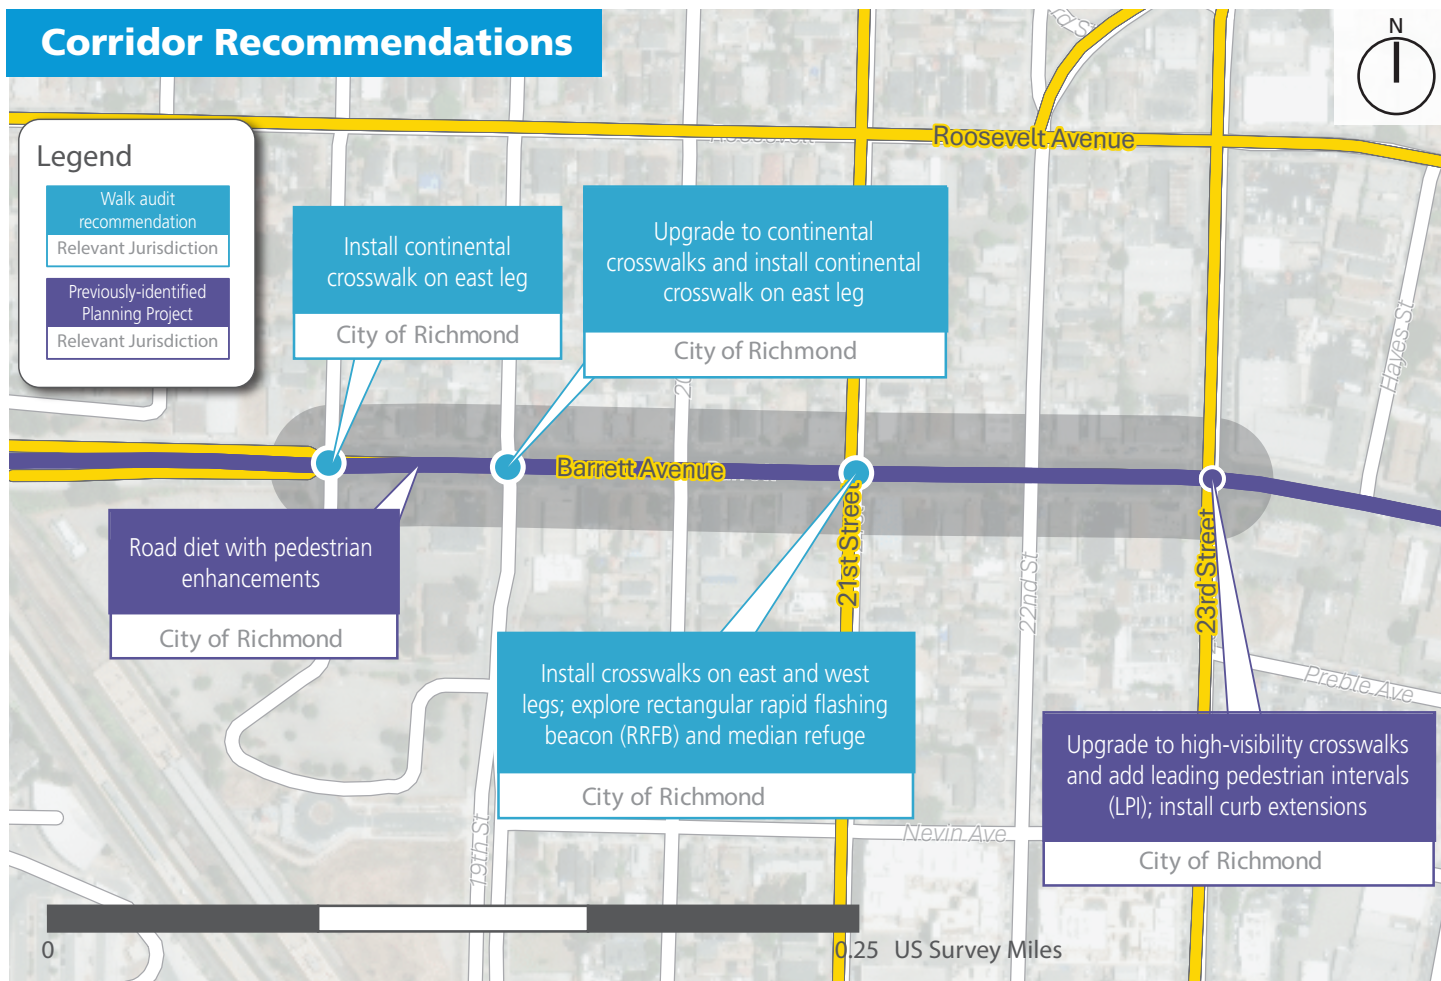 Corridor Recommendations
N
Legend
Walk audit
recommendation
Relevant Jurisdiction
Previously-identified
Planning Project
Relevant Jurisdiction
Roosevelt Avenue
Install continental
crosswalk on east leg
City of Richmond
Upgrade to continental
crosswalks and install continental
crosswalk on east leg
City of Richmond
Hayes St
Barrett Avenue
Road diet with pedestrian
enhancements
City of Richmond
21st Street
22nd St
23rd Street
Install crosswalks on east and west
legs; explore rectangular rapid flashing
beacon (RRFB) and median refuge
City of Richmond
Preble Ave
Upgrade to high-visibility crosswalks
and add leading pedestrian intervals
(LPI); install curb extensions
City of Richmond
19th St
Nevin Ave
0
0.25 US Survey Miles